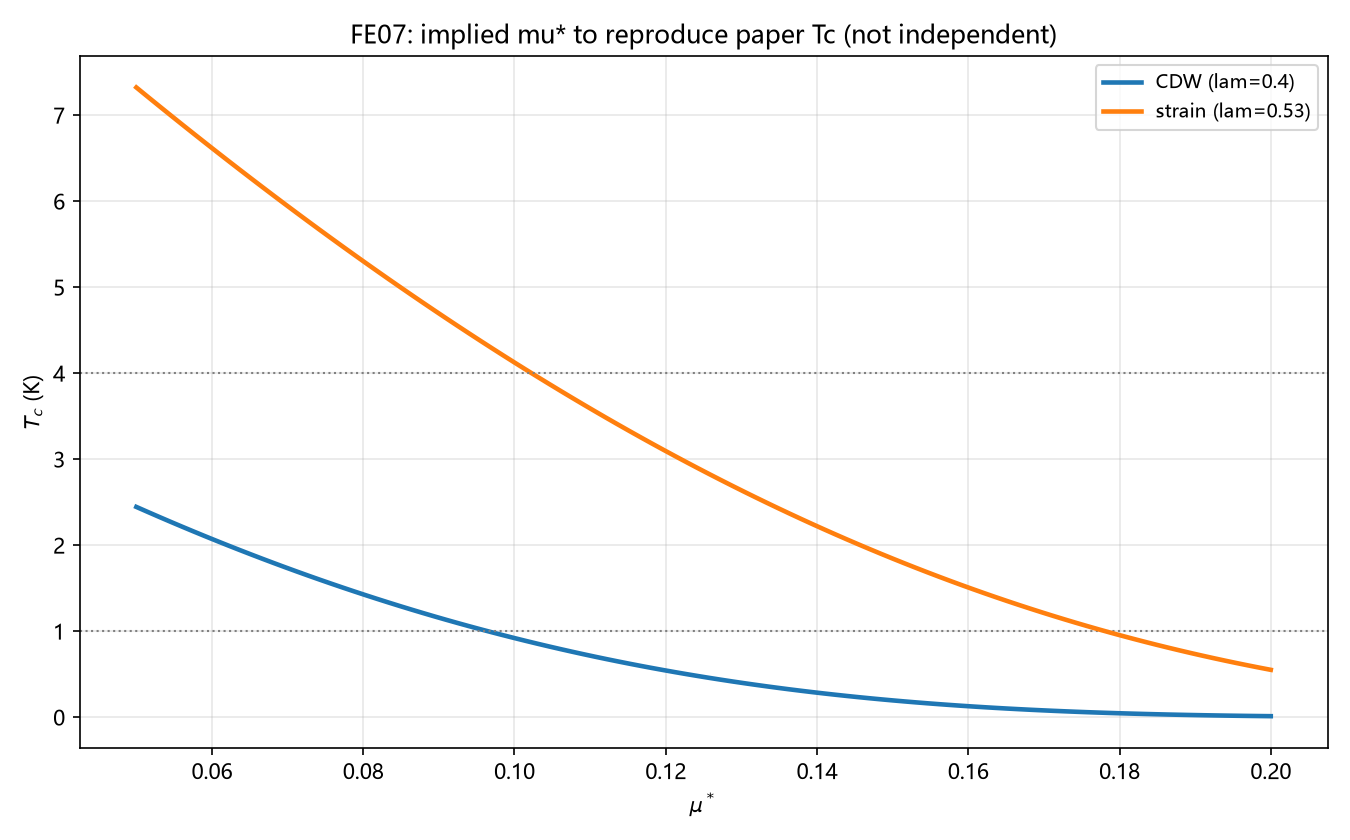 FE07: implied mu* to reproduce paper Tc (not independent)
CDW (lam=0.4)
strain (lam=0.53)
7
6
5
4
3
2
1
0
T_c (K)
0.06 0.08 0.10 0.12 0.14 0.16 0.18 0.20
μ*